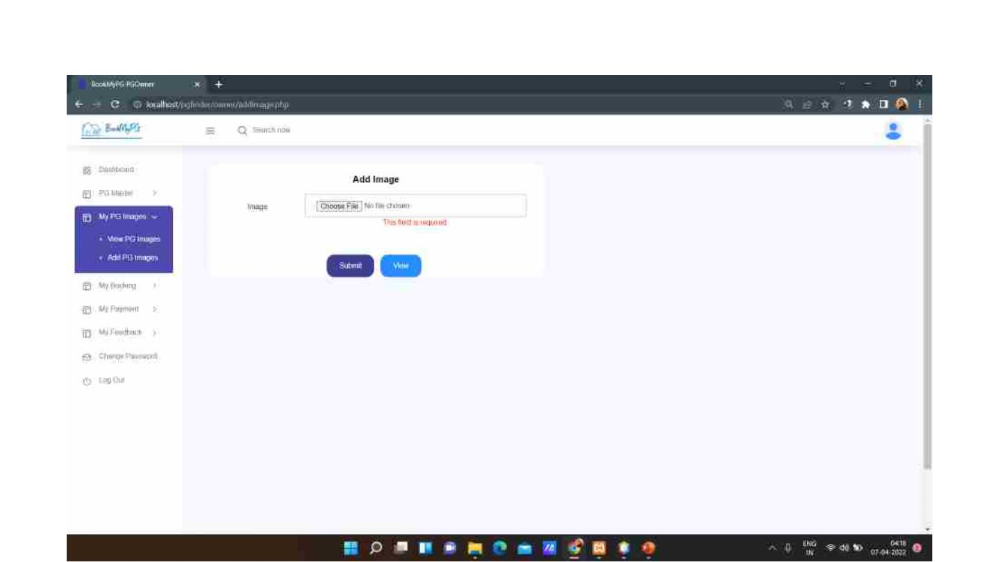 BookMyPG PGOwner
localhost/pgfinder/owner/addimage.php
BookMyPG
Search now
Dashboard
PG Master
My PG Images
View PG Images
Add PG Images
My Booking
My Payment
My Feedback
Change Password
Log Out
Add Image
Image
Choose File No file chosen
This field is required
Submit View
ENG
IN
04:18
07-04-2022